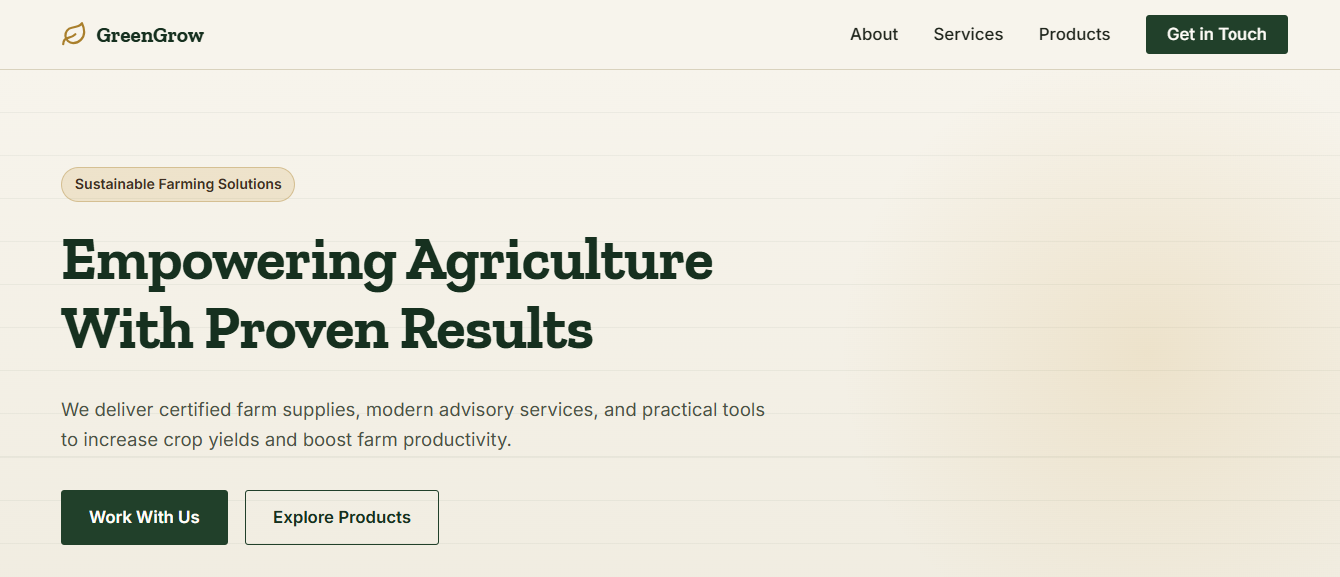 GreenGrow
About
Services
Products
Get in Touch
Sustainable Farming Solutions
Empowering Agriculture
With Proven Results
We deliver certified farm supplies, modern advisory services, and practical tools
to increase crop yields and boost farm productivity.
Work With Us
Explore Products